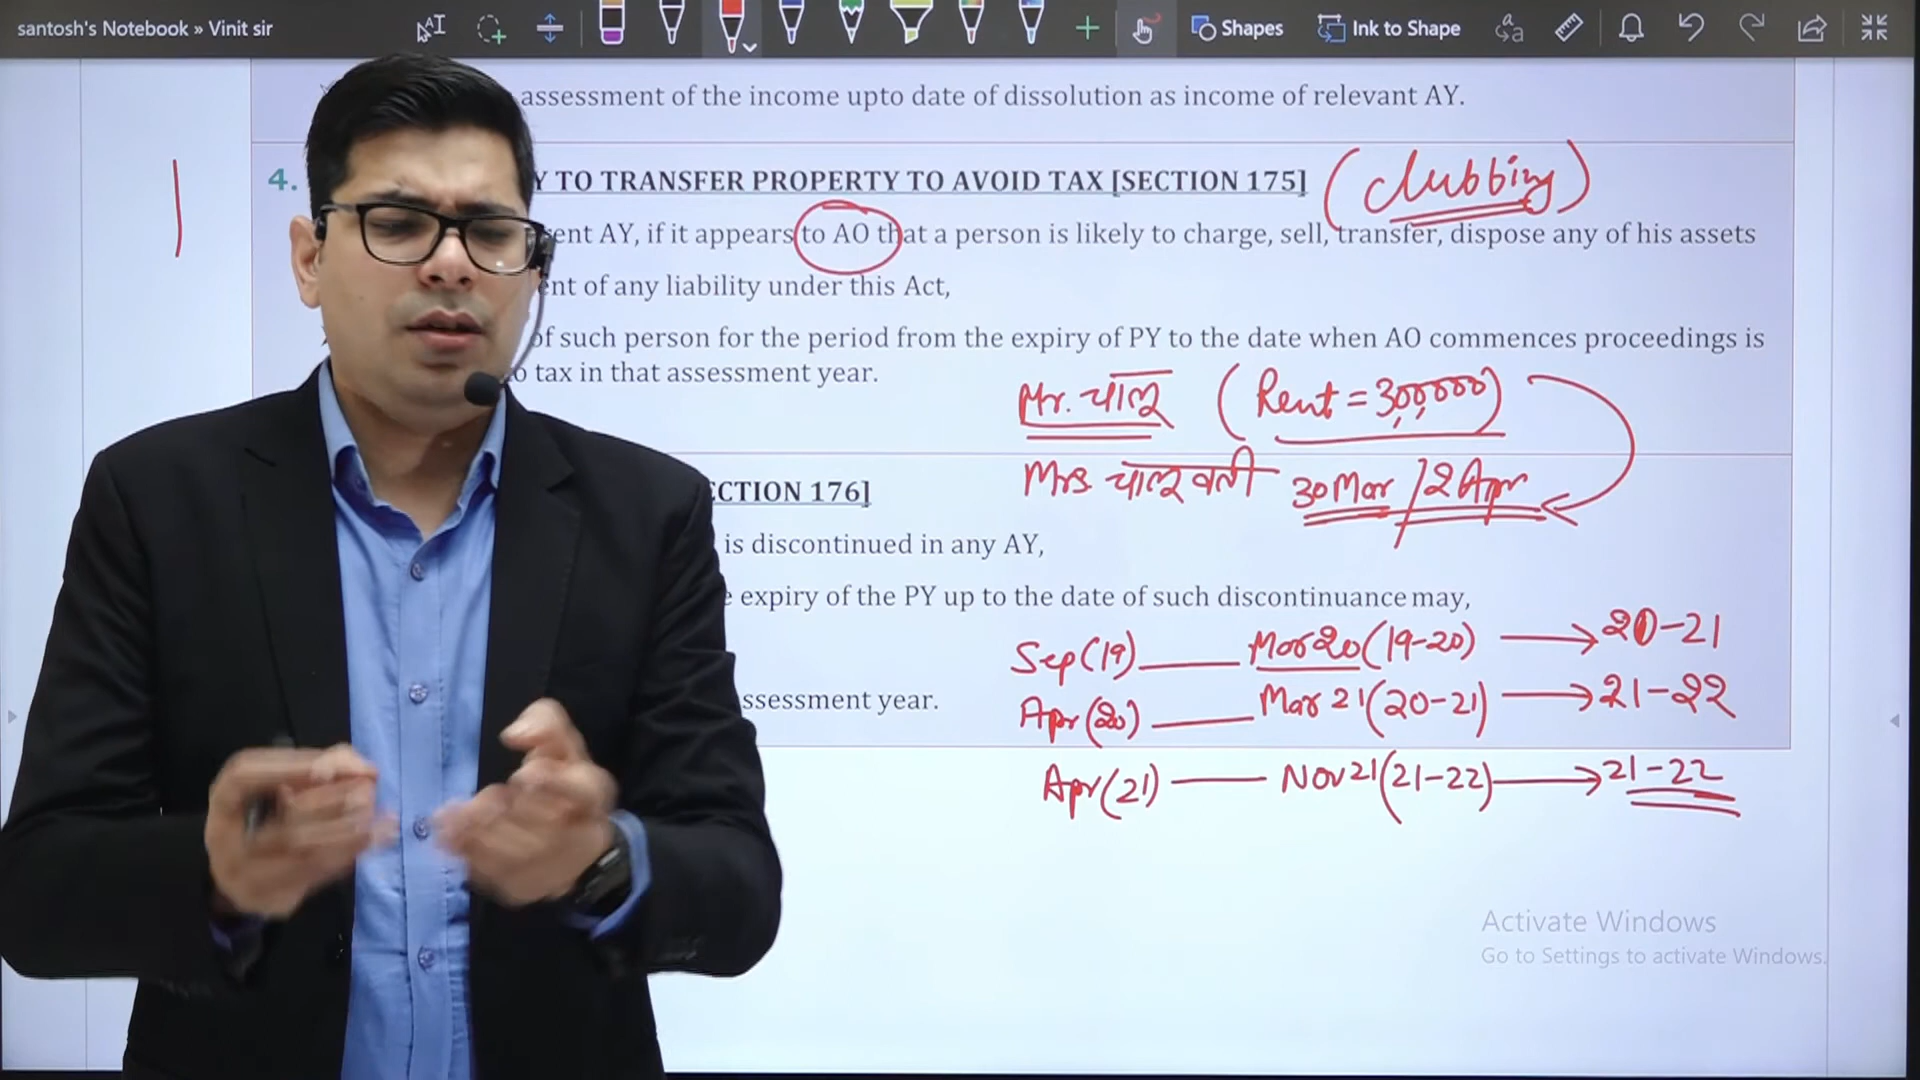 santosh's Notebook » Vinit sir
Shapes
Ink to Shape
assessment of the income upto date of dissolution as income of relevant AY.
4.
Y TO TRANSFER PROPERTY TO AVOID TAX [SECTION 175] (clubbing)
ent AY, if it appears to AO that a person is likely to charge, sell, transfer, dispose any of his assets
ent of any liability under this Act,
of such person for the period from the expiry of PY to the date when AO commences proceedings is
o tax in that assessment year.
Mr. चालू (Rent = 3,00,000)
Mrs. चालू वती 30 Mar / 2 Apr
CTION 176]
is discontinued in any AY,
e expiry of the PY up to the date of such discontinuance may,
Sep(19) Mar 20 (19-20) → 20-21
ssessment year.
Apr(20) Mar 21 (20-21) → 21-22
Apr(21) Nov 21 (21-22) → 21-22
Activate Windows
Go to Settings to activate Windows.